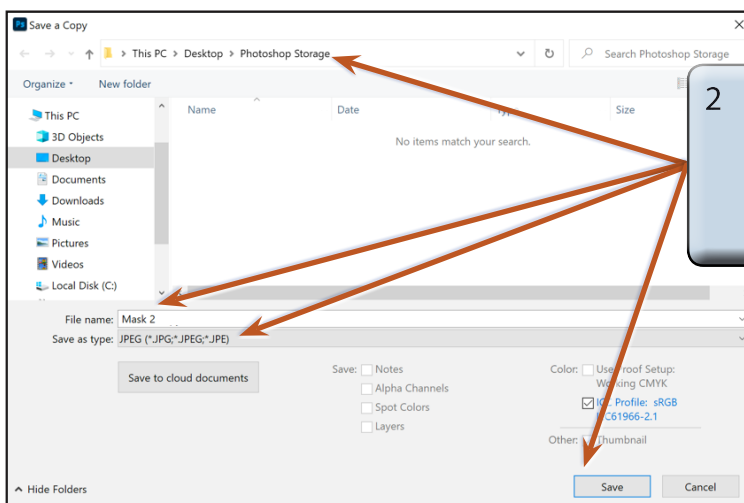 Ps Save a Copy
This PC > Desktop > Photoshop Storage
Search Photoshop Storage
Organize
New folder
Name Date Size
No items match your search.
This PC
3D Objects
Desktop
Documents
Downloads
Music
Pictures
Videos
Local Disk (C:)
2
File name: Mask 2
Save as type: JPEG (*.JPG;*.JPEG;*.JPE)
Save to cloud documents
Save: Notes
Alpha Channels
Spot Colors
Layers
Color: Use Proof Setup:
Working CMYK
ICC Profile: sRGB
IEC61966-2.1
Other: Thumbnail
Hide Folders
Save
Cancel